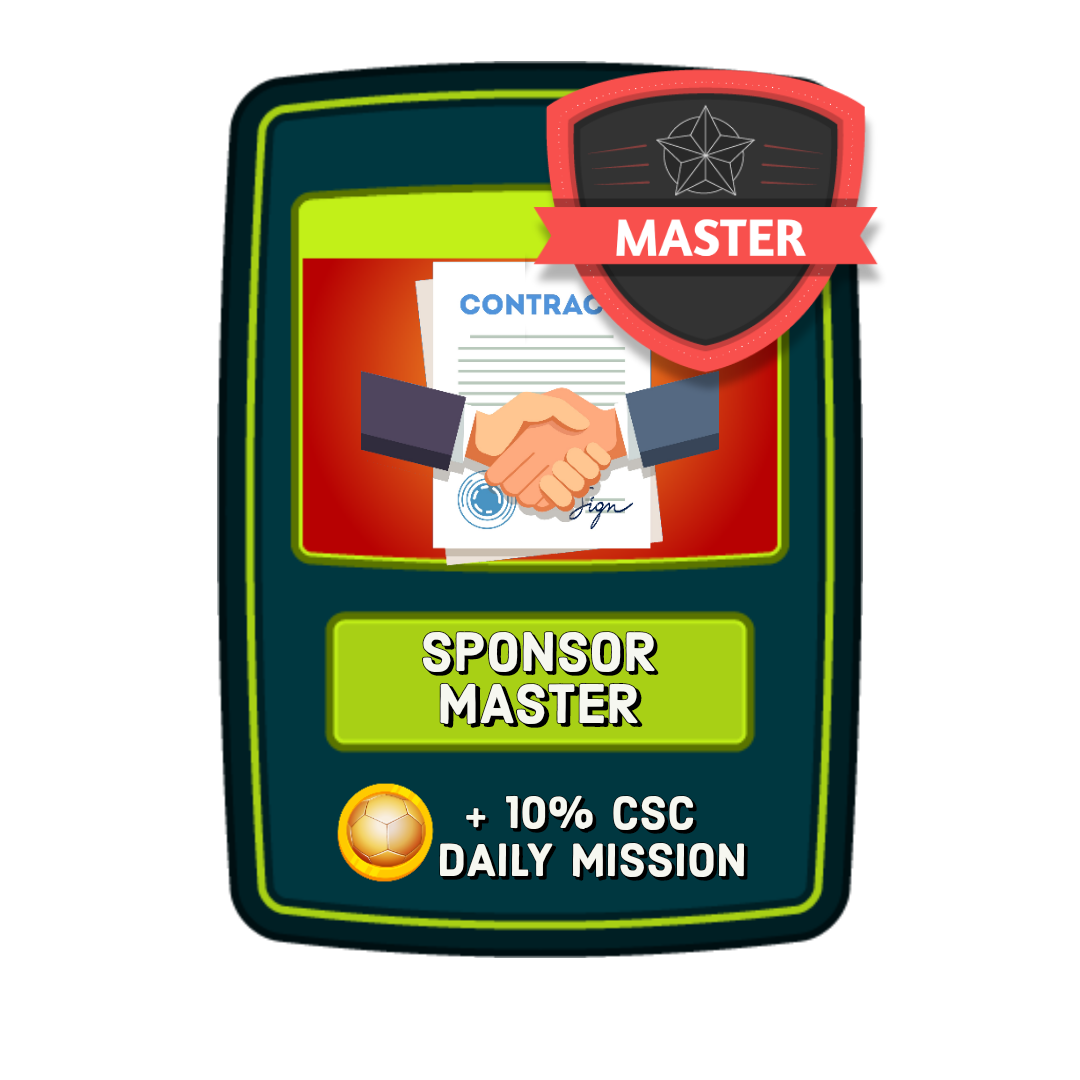 MASTER
CONTRAC
Sign
SPONSOR
MASTER
+ 10% CSC
DAILY MISSION